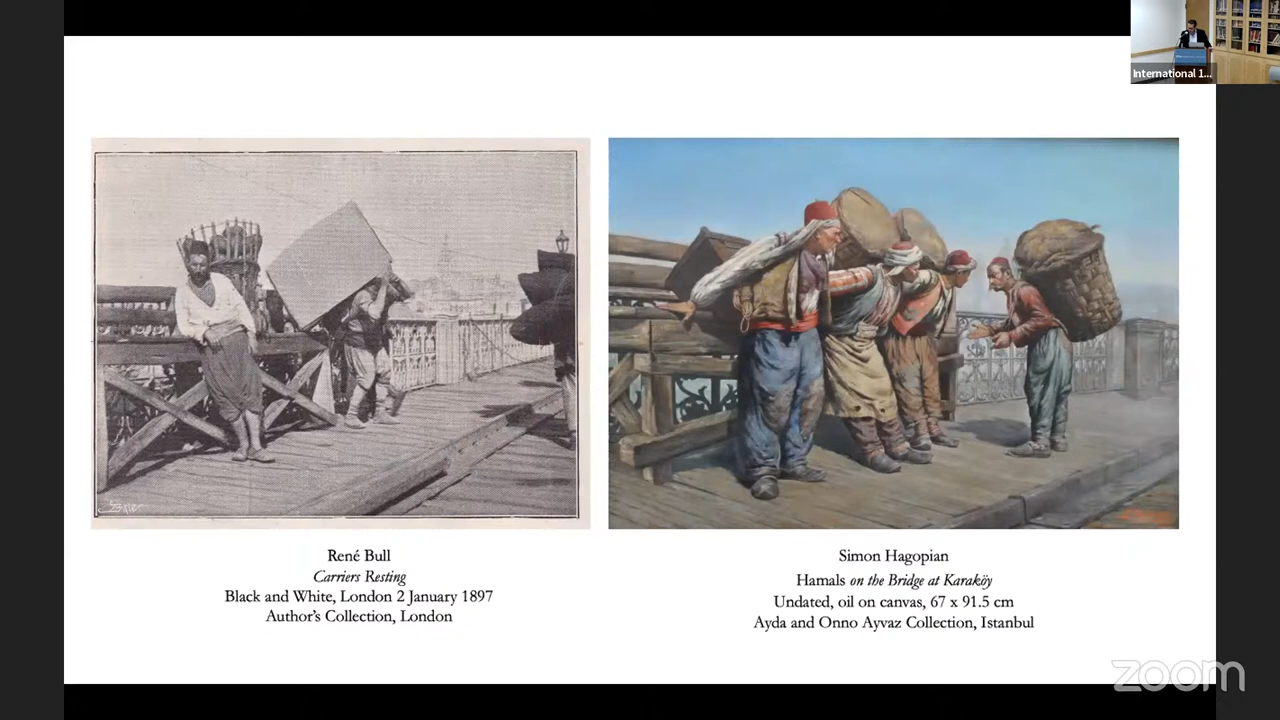 International 1...
René Bull
Carriers Resting
Black and White, London 2 January 1897
Author's Collection, London
Simon Hagopian
Hamals on the Bridge at Karaköy
Undated, oil on canvas, 67 x 91.5 cm
Ayda and Onno Ayvaz Collection, Istanbul
zoom